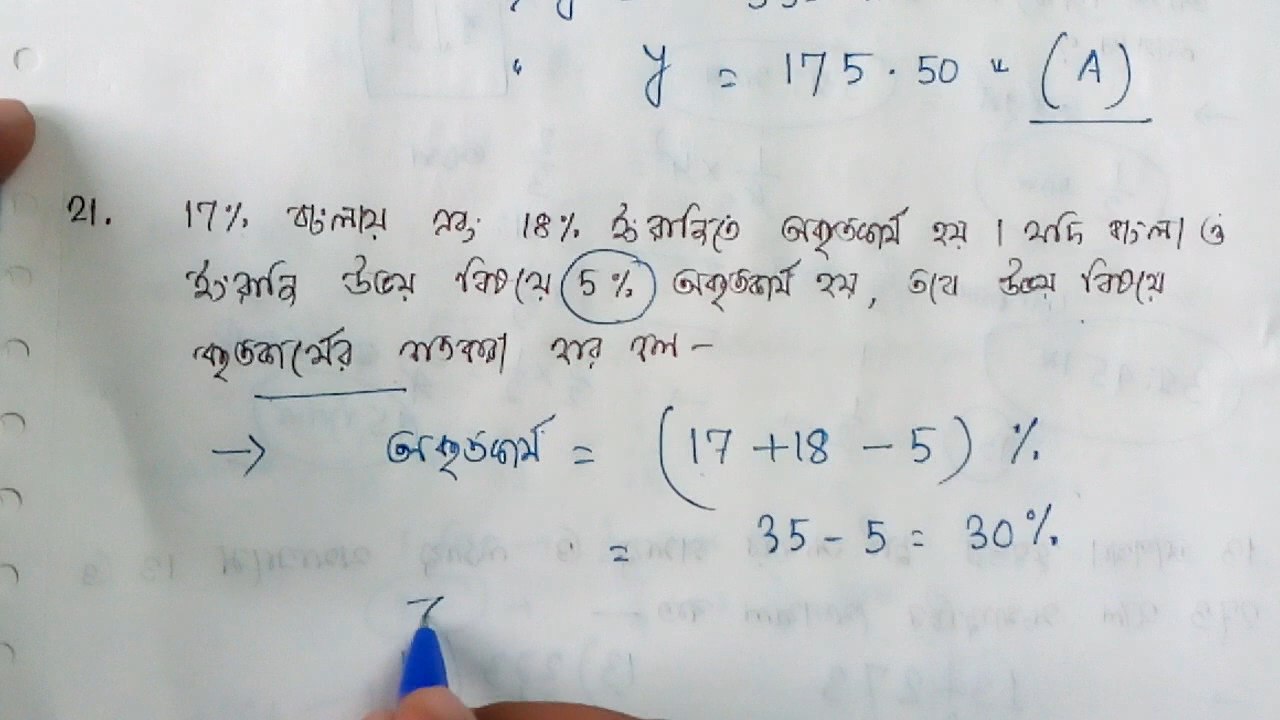 y = 175.50 " (A)
21. 17% বাংলায় এবং 18% ইংরাজিতে অকৃতকার্য হয়। যদি বাংলা ও
ইংরাজি উভয় বিষয়ে 5% অকৃতকার্য হয়, তবে উভয় বিষয়ে
কৃতকার্যের শতকরা হার হল -
→ অকৃতকার্য = (17 + 18 - 5) %
= 35 - 5 = 30%